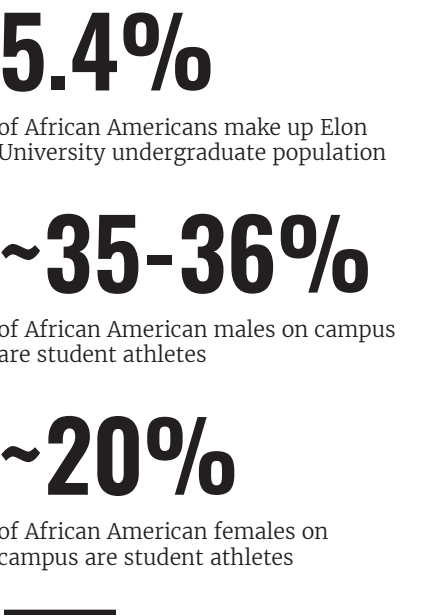 5.4%
of African Americans make up Elon
University undergraduate population
~35-36%
of African American males on campus
are student athletes
~20%
of African American females on
campus are student athletes